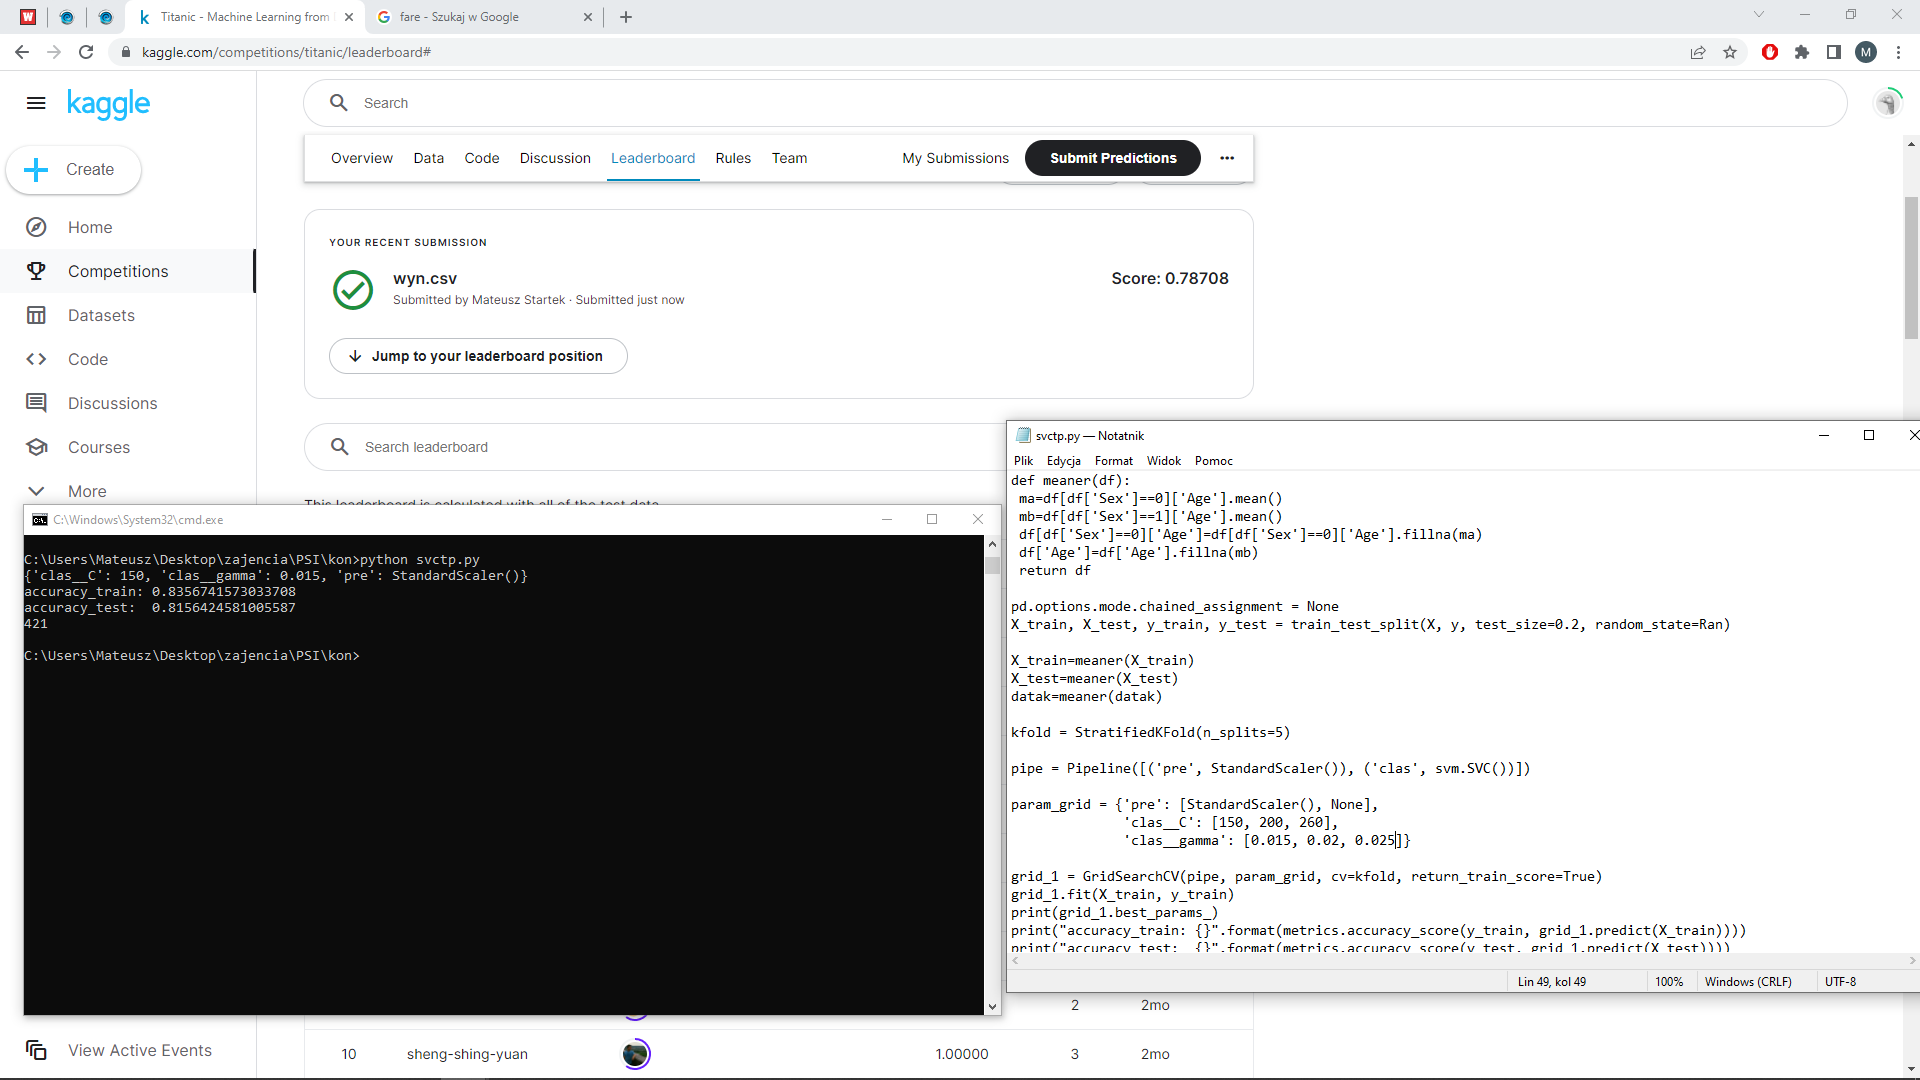 W
Titanic - Machine Learning from
fare - Szukaj w Google
kaggle.com/competitions/titanic/leaderboard#
M
kaggle
Search
Overview Data Code Discussion Leaderboard Rules Team My Submissions Submit Predictions
Create
Home
Competitions
Datasets
Code
Discussions
Courses
More
View Active Events
YOUR RECENT SUBMISSION
wyn.csv
Score: 0.78708
Submitted by Mateusz Startek · Submitted just now
Jump to your leaderboard position
Search leaderboard
This leaderboard is calculated with all of the test data
C:\Windows\System32\cmd.exe
C:\Users\Mateusz\Desktop\zajencia\PSI\kon>python svctp.py
{'clas__C': 150, 'clas__gamma': 0.015, 'pre': StandardScaler()}
accuracy_train: 0.8356741573033708
accuracy_test:  0.8156424581005587
421
C:\Users\Mateusz\Desktop\zajencia\PSI\kon>
svctp.py — Notatnik
Plik Edycja Format Widok Pomoc
def meaner(df):
 ma=df[df['Sex']==0]['Age'].mean()
 mb=df[df['Sex']==1]['Age'].mean()
 df[df['Sex']==0]['Age']=df[df['Sex']==0]['Age'].fillna(ma)
 df['Age']=df['Age'].fillna(mb)
 return df
pd.options.mode.chained_assignment = None
X_train, X_test, y_train, y_test = train_test_split(X, y, test_size=0.2, random_state=Ran)
X_train=meaner(X_train)
X_test=meaner(X_test)
datak=meaner(datak)
kfold = StratifiedKFold(n_splits=5)
pipe = Pipeline([('pre', StandardScaler()), ('clas', svm.SVC())])
param_grid = {'pre': [StandardScaler(), None],
              'clas__C': [150, 200, 260],
              'clas__gamma': [0.015, 0.02, 0.025]}
grid_1 = GridSearchCV(pipe, param_grid, cv=kfold, return_train_score=True)
grid_1.fit(X_train, y_train)
print(grid_1.best_params_)
print("accuracy_train: {}".format(metrics.accuracy_score(y_train, grid_1.predict(X_train))))
print("accuracy_test:  {}".format(metrics.accuracy_score(y_test, grid_1.predict(X_test))))
Lin 49, kol 49 100% Windows (CRLF) UTF-8
2 2mo
10 sheng-shing-yuan 1.00000 3 2mo